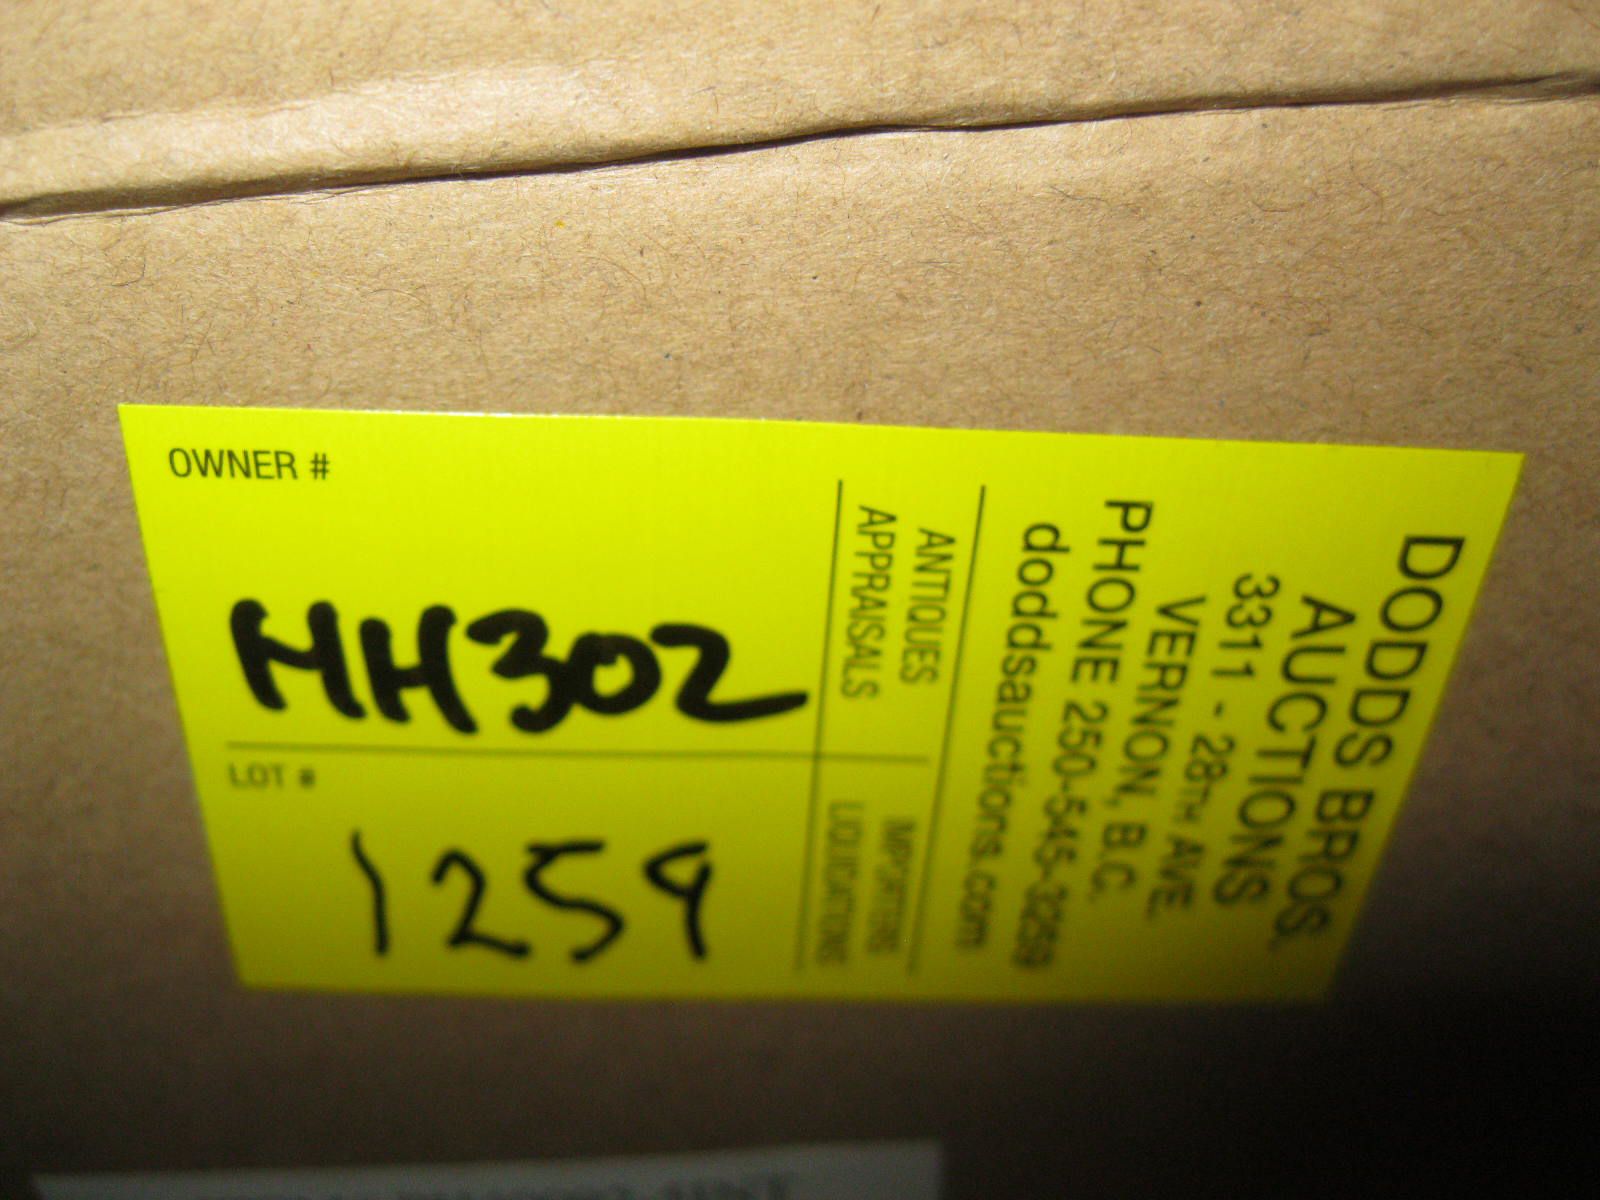 OWNER #
MH302
LOT #
1259
DODDS BROS.
AUCTIONS
3311 - 28TH AVE.
VERNON, B.C.
PHONE 250-545-3259
doddsauctions.com
ANTIQUES
APPRAISALS
IMPORTERS
LIQUIDATIONS